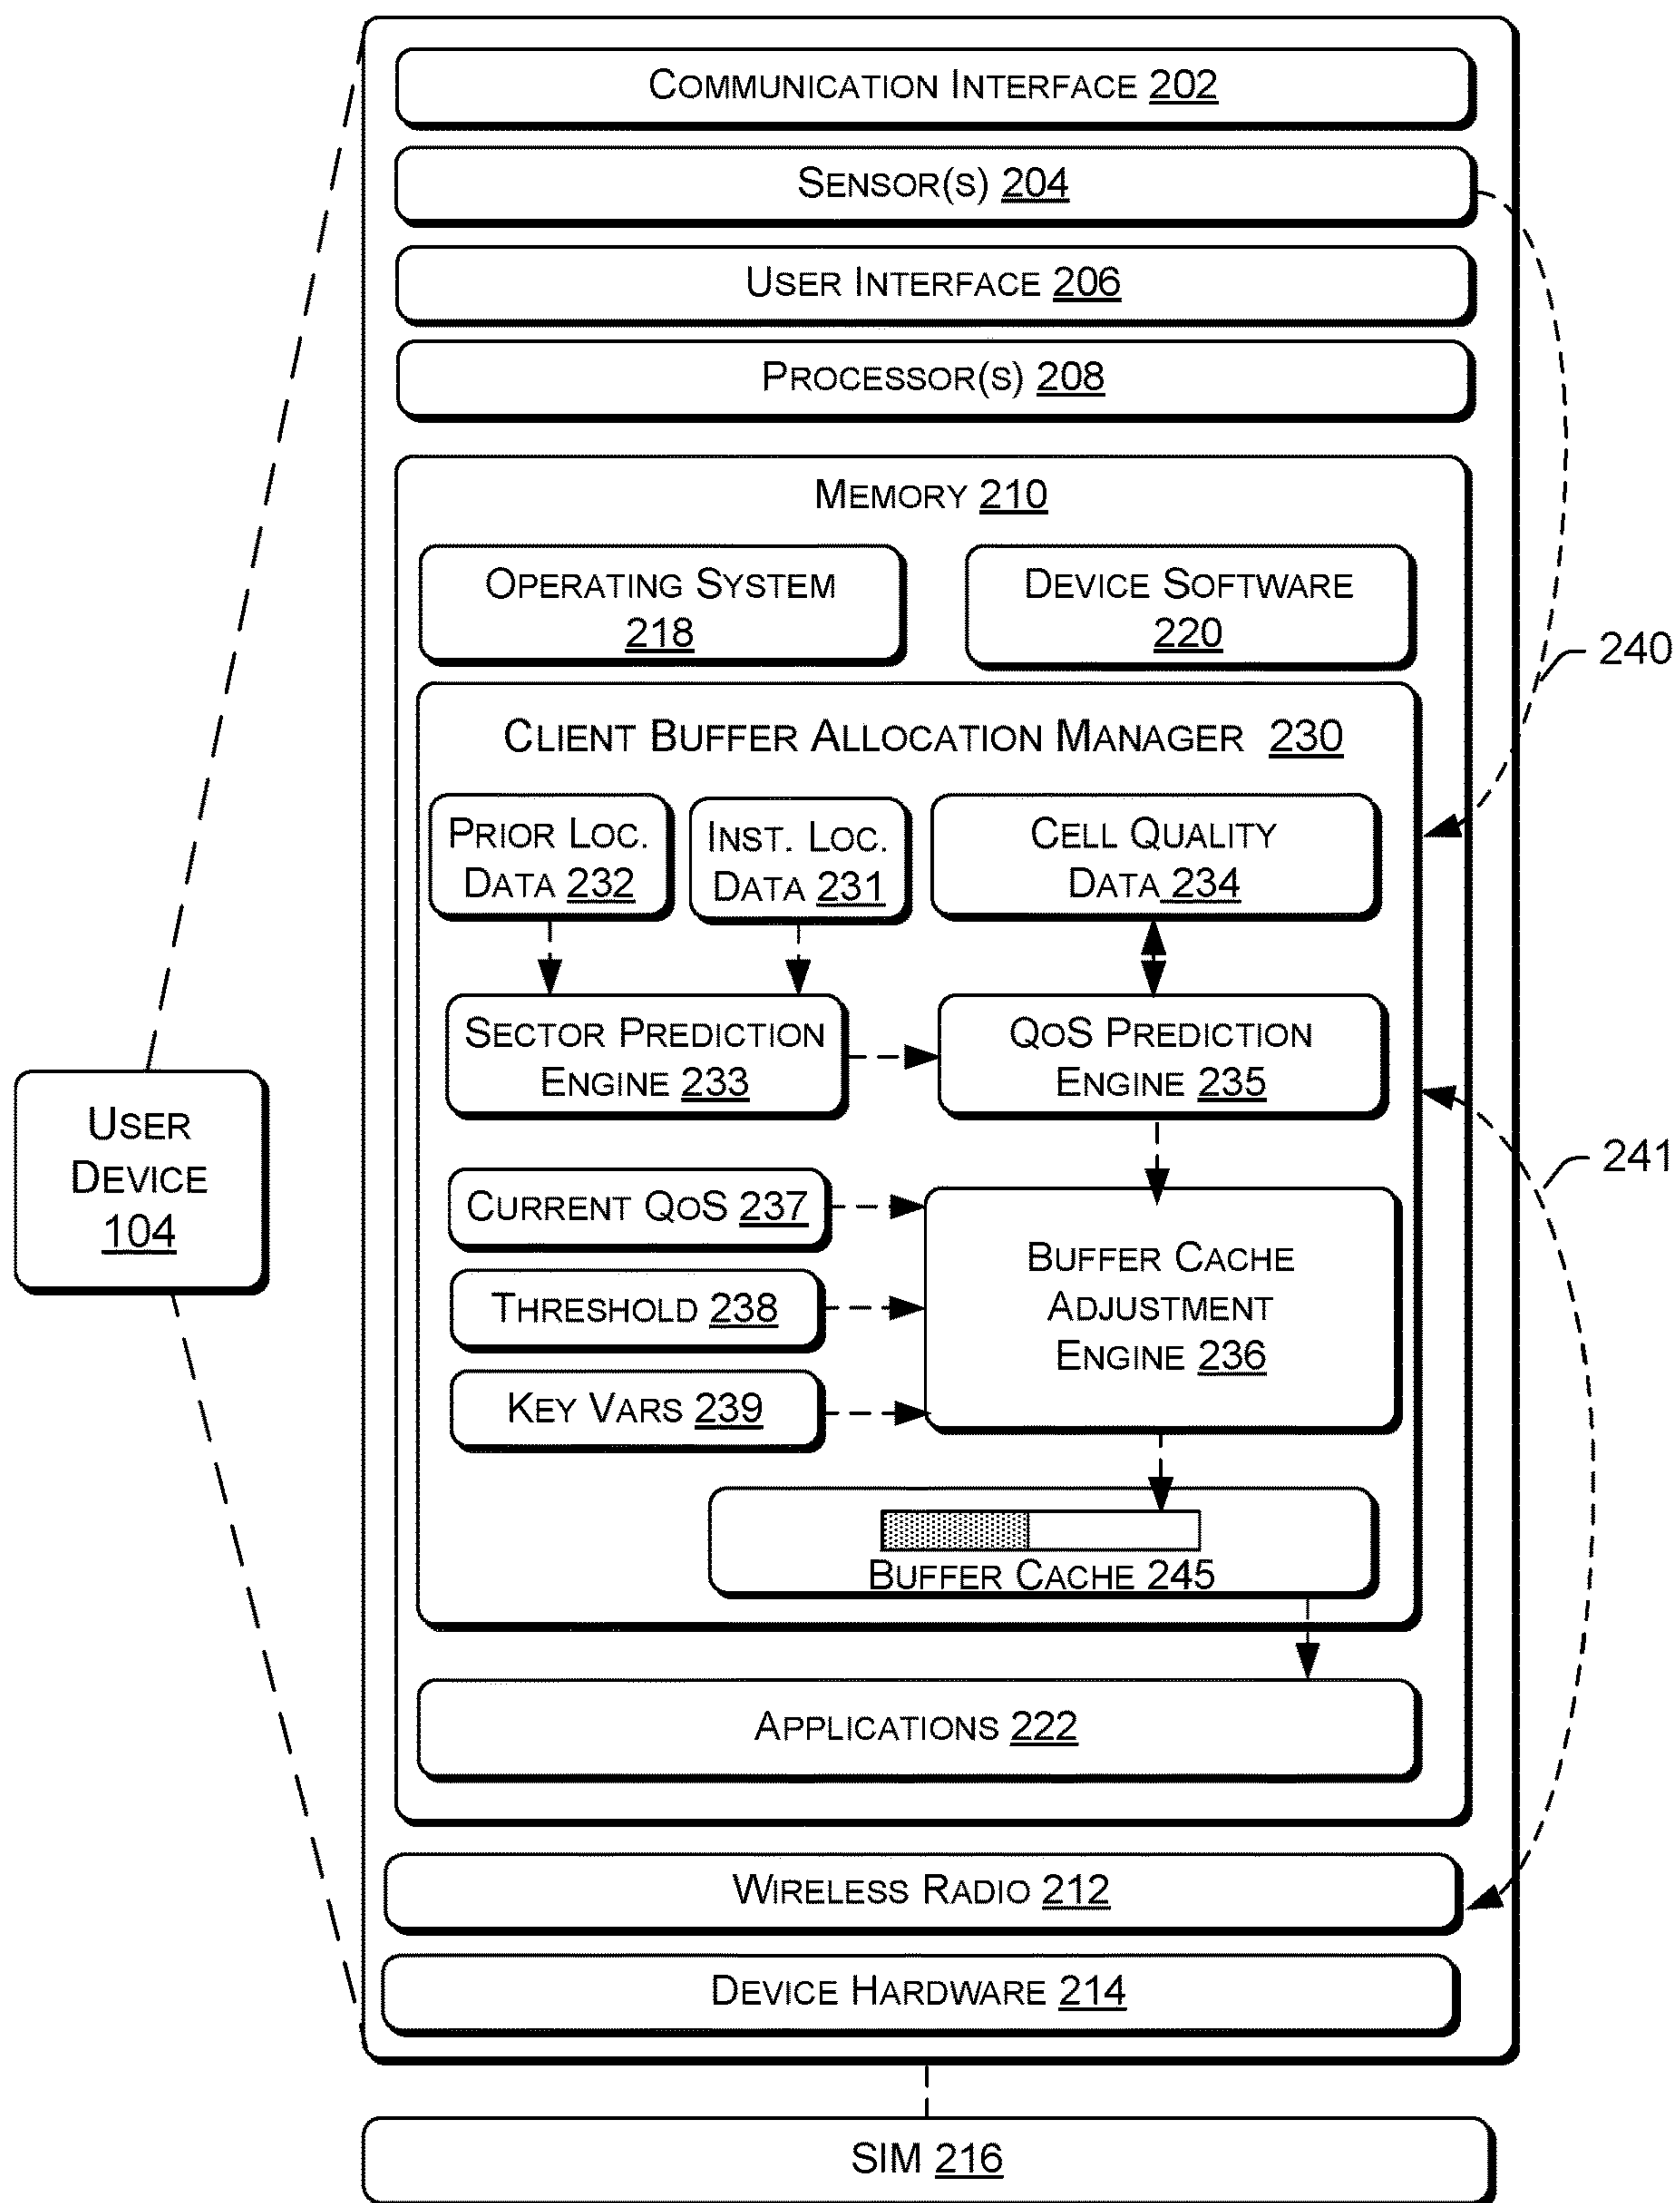 COMMUNICATION INTERFACE 202
SENSOR(S) 204
USER INTERFACE 206
PROCESSOR(S) 208
MEMORY 210
OPERATING SYSTEM
218
DEVICE SOFTWARE
220
240
CLIENT BUFFER ALLOCATION MANAGER 230
PRIOR LOC.
DATA 232
INST. LOC.
DATA 231
CELL QUALITY
DATA 234
SECTOR PREDICTION
ENGINE 233
QOS PREDICTION
ENGINE 235
USER
DEVICE
104
241
CURRENT QOS 237
THRESHOLD 238
KEY VARS 239
BUFFER CACHE
ADJUSTMENT
ENGINE 236
BUFFER CACHE 245
APPLICATIONS 222
WIRELESS RADIO 212
DEVICE HARDWARE 214
SIM 216